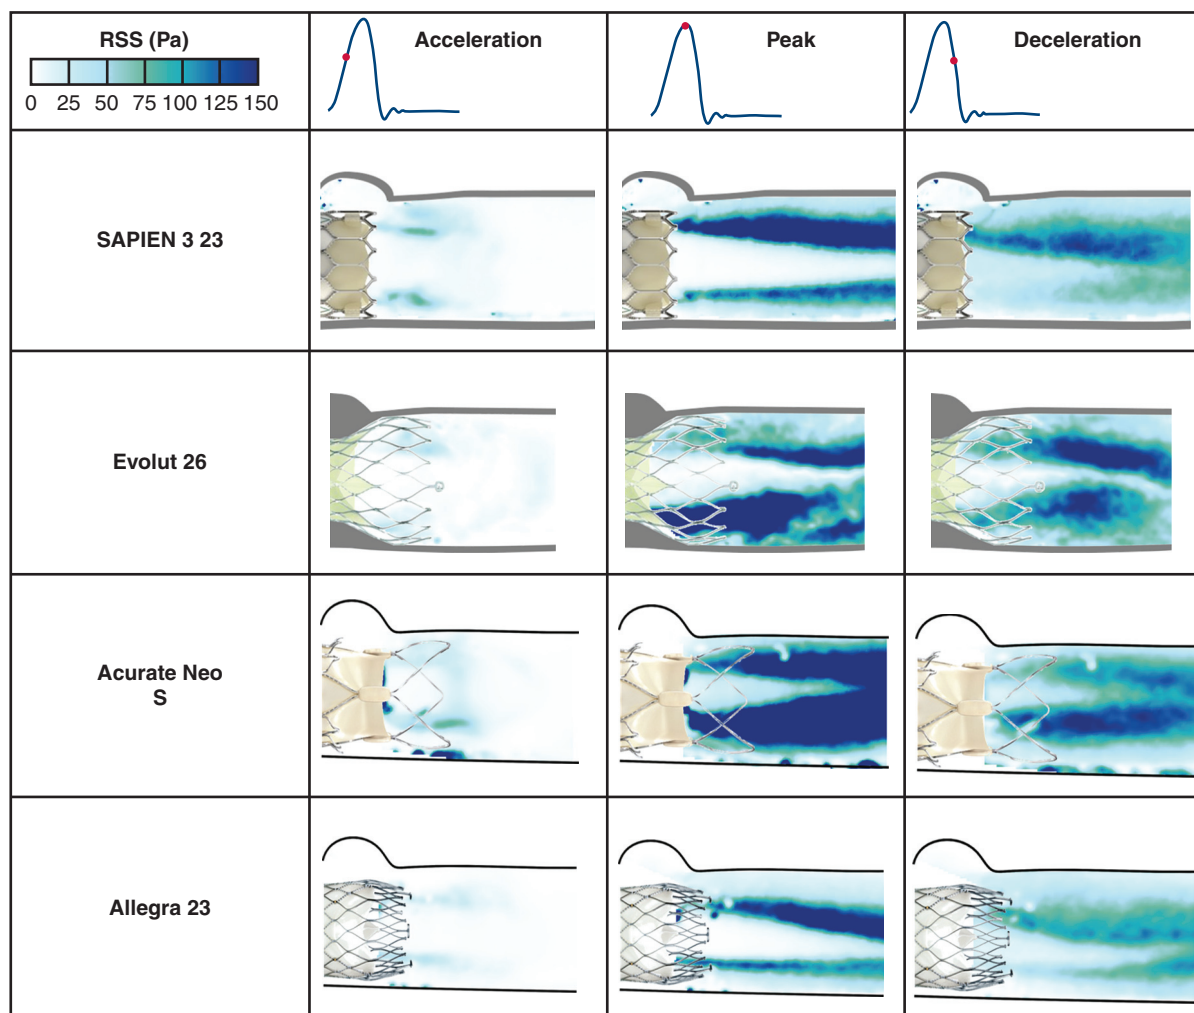 RSS (Pa)
0 25 50 75 100 125 150
Acceleration
Peak
Deceleration
SAPIEN 3 23
Evolut 26
Acurate Neo
S
Allegra 23